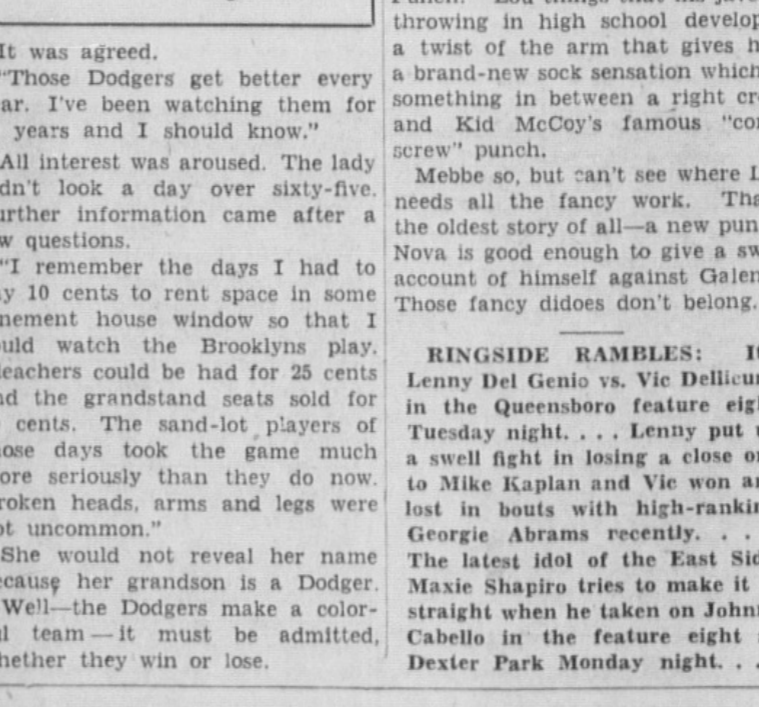 It was agreed.
"Those Dodgers get better every
ar. I've been watching them for
years and I should know."
All interest was aroused. The lady
dn't look a day over sixty-five.
urther information came after a
w questions.
"I remember the days I had to
y 10 cents to rent space in some
nement house window so that I
uld watch the Brooklyns play.
leachers could be had for 25 cents
nd the grandstand seats sold for
cents. The sand-lot players of
ose days took the game much
ore seriously than they do now.
roken heads, arms and legs were
ot uncommon."
She would not reveal her name
ecause her grandson is a Dodger.
Well—the Dodgers make a color-
ul team—it must be admitted,
hether they win or lose.
throwing in high school develop
a twist of the arm that gives h
a brand-new sock sensation which
something in between a right cr
and Kid McCoy's famous "cor
screw" punch.
Mebbe so, but can't see where L
needs all the fancy work. Tha
the oldest story of all—a new pun
Nova is good enough to give a sw
account of himself against Galen
Those fancy didoes don't belong.
RINGSIDE RAMBLES: It
Lenny Del Genio vs. Vic Dellicur
in the Queensboro feature eigh
Tuesday night. . . . Lenny put u
a swell fight in losing a close on
to Mike Kaplan and Vic won an
lost in bouts with high-rankin
Georgie Abrams recently. . . .
The latest idol of the East Sid
Maxie Shapiro tries to make it
straight when he taken on Johnn
Cabello in the feature eight a
Dexter Park Monday night. . .